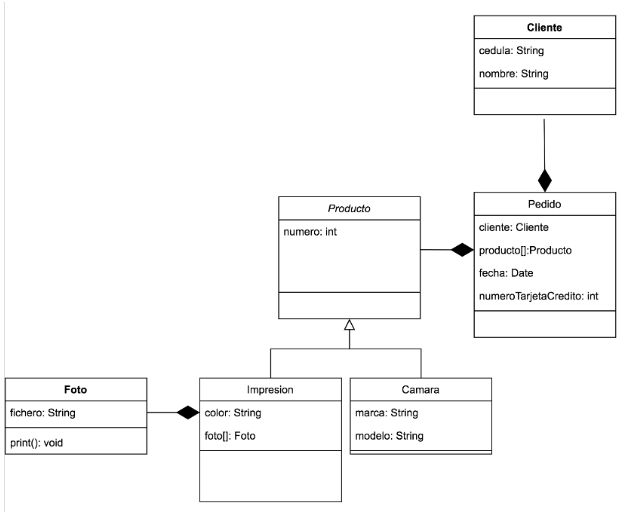 Cliente
cedula: String
nombre: String
Producto
numero: int
Pedido
cliente: Cliente
producto[]:Producto
fecha: Date
numeroTarjetaCredito: int
Foto
fichero: String
print(): void
Impresion
color: String
foto[]: Foto
Camara
marca: String
modelo: String